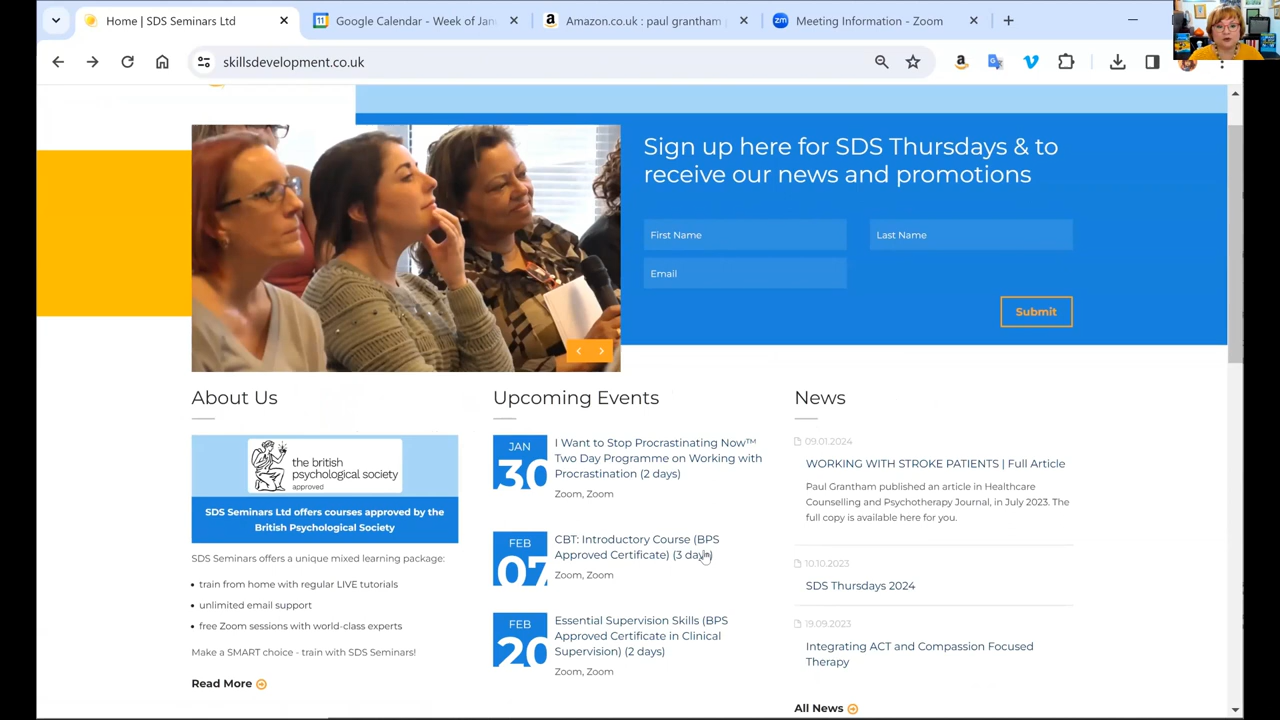 Home | SDS Seminars Ltd
Google Calendar - Week of Jan
Amazon.co.uk : paul grantham
Meeting Information - Zoom
skillsdevelopment.co.uk
Sign up here for SDS Thursdays & to
receive our news and promotions
First Name
Last Name
Email
Submit
About Us
the british
psychological society
approved
SDS Seminars Ltd offers courses approved by the
British Psychological Society
SDS Seminars offers a unique mixed learning package:
train from home with regular LIVE tutorials
unlimited email support
free Zoom sessions with world-class experts
Make a SMART choice - train with SDS Seminars!
Read More
Upcoming Events
JAN
30
I Want to Stop Procrastinating Now™
Two Day Programme on Working with
Procrastination (2 days)
Zoom, Zoom
FEB
07
CBT: Introductory Course (BPS
Approved Certificate) (3 days)
Zoom, Zoom
FEB
20
Essential Supervision Skills (BPS
Approved Certificate in Clinical
Supervision) (2 days)
Zoom, Zoom
News
09.01.2024
WORKING WITH STROKE PATIENTS | Full Article
Paul Grantham published an article in Healthcare
Counselling and Psychotherapy Journal, in July 2023. The
full copy is available here for you.
10.10.2023
SDS Thursdays 2024
19.09.2023
Integrating ACT and Compassion Focused
Therapy
All News